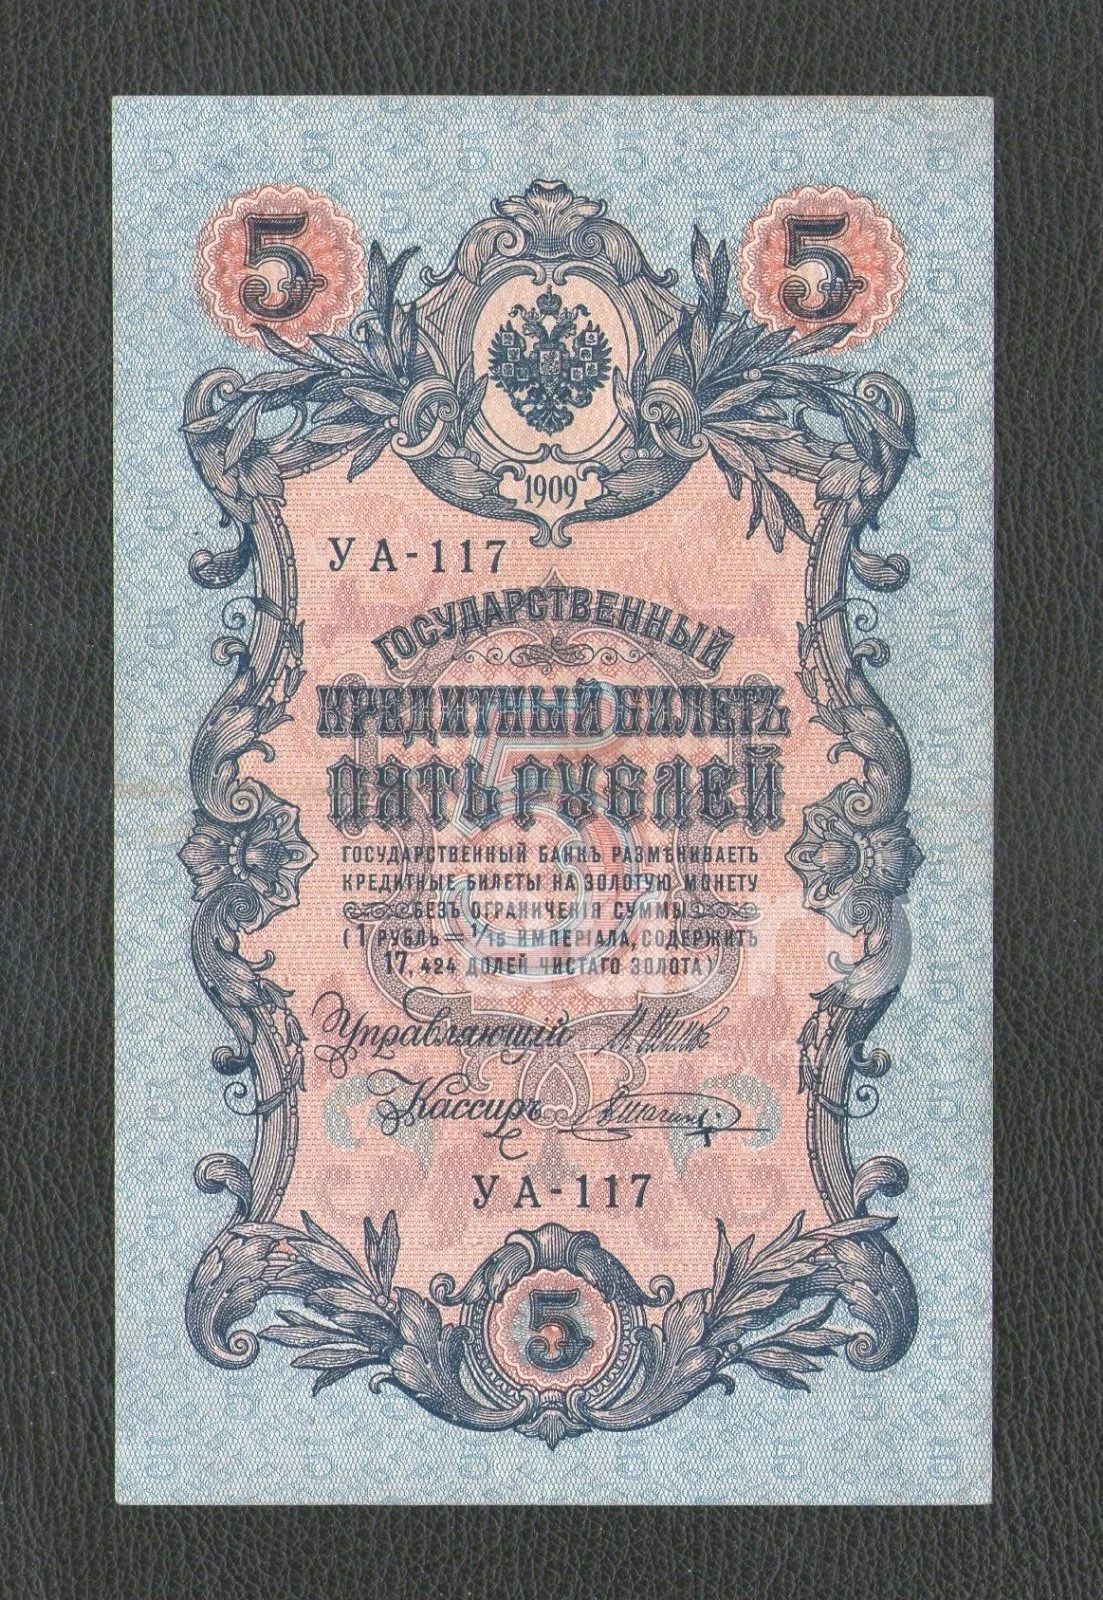 5 5
1909
УА-117
ГОСУДАРСТВЕННЫЙ
КРЕДИТНЫЙ БИЛЕТЪ
ПЯТЬ РУБЛЕЙ
5
ГОСУДАРСТВЕННЫЙ БАНКЪ РАЗМѢНИВАЕТЪ
КРЕДИТНЫЕ БИЛЕТЫ НА ЗОЛОТУЮ МОНЕТУ
БЕЗЪ ОГРАНИЧЕНІЯ СУММЫ
(1 РУБЛЬ = 1/15 ИМПЕРІАЛА, СОДЕРЖИТЪ
17,424 ДОЛЕЙ ЧИСТАГО ЗОЛОТА).
Управляющій
Кассиръ
УА-117
5